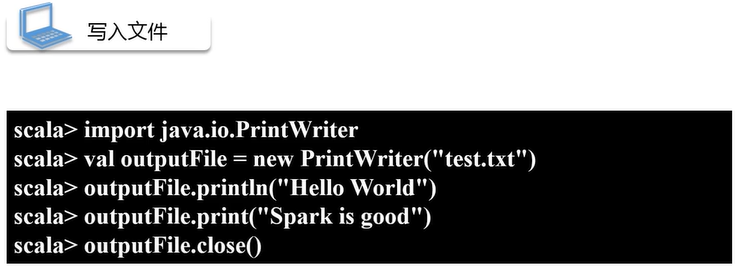 写入文件
scala> import java.io.PrintWriter
scala> val outputFile = new PrintWriter("test.txt")
scala> outputFile.println("Hello World")
scala> outputFile.print("Spark is good")
scala> outputFile.close()